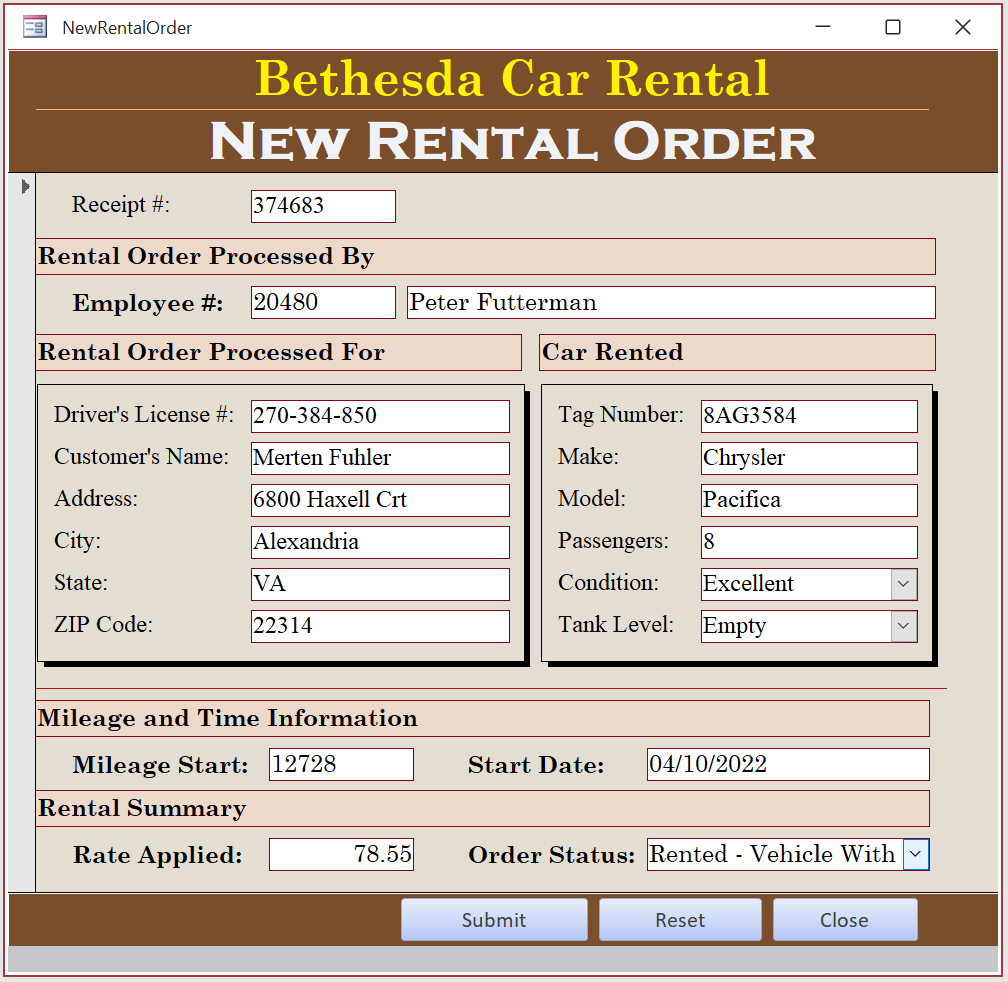 NewRentalOrder
Bethesda Car Rental
New Rental Order
Receipt #: 374683
Rental Order Processed By
Employee #: 20480 Peter Futterman
Rental Order Processed For Car Rented
Driver's License #: 270-384-850 Tag Number: 8AG3584
Customer's Name: Merten Fuhler Make: Chrysler
Address: 6800 Haxell Crt Model: Pacifica
City: Alexandria Passengers: 8
State: VA Condition: Excellent
ZIP Code: 22314 Tank Level: Empty
Mileage and Time Information
Mileage Start: 12728 Start Date: 04/10/2022
Rental Summary
Rate Applied: 78.55 Order Status: Rented - Vehicle With
Submit Reset Close